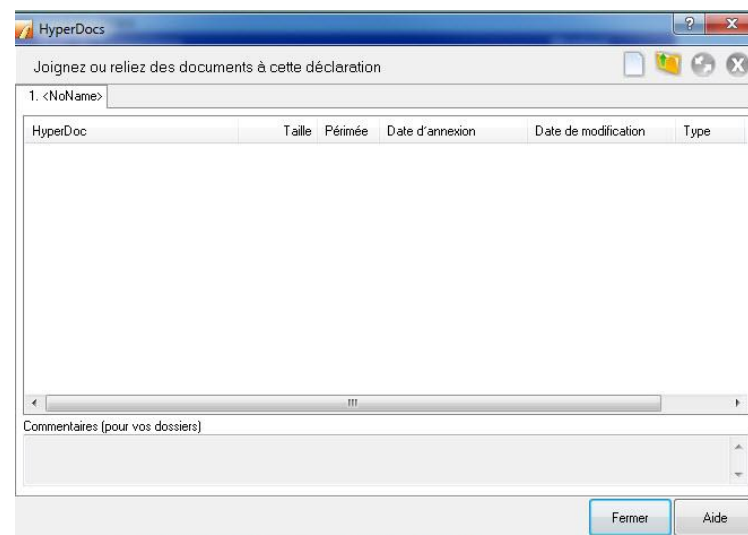 HyperDocs
Joignez ou reliez des documents à cette déclaration
1. <NoName>
HyperDoc Taille Périmée Date d'annexion Date de modification Type
Commentaires (pour vos dossiers)
Fermer Aide